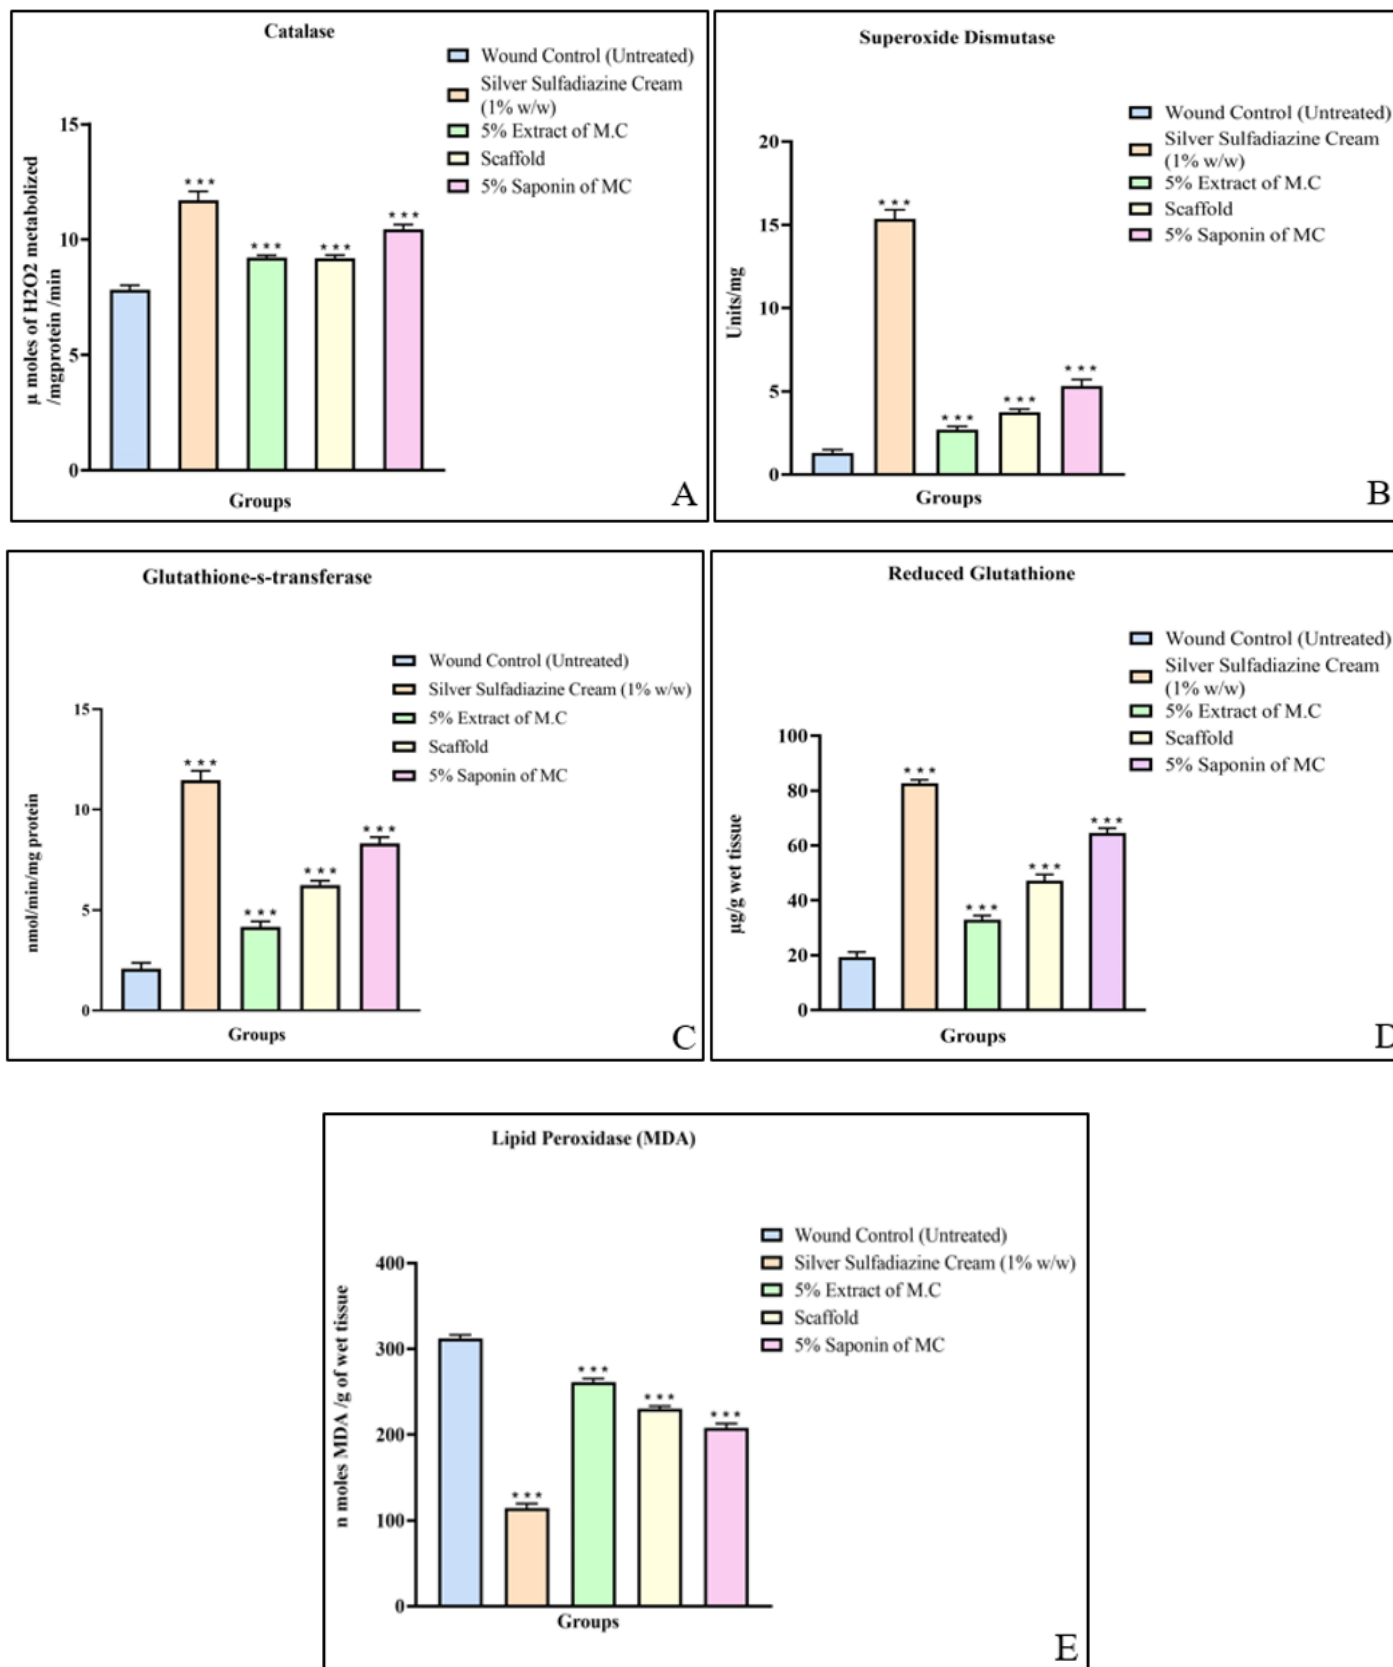 Catalase
Wound Control (Untreated)
Silver Sulfadiazine Cream
(1% w/w)
5% Extract of M.C
Scaffold
5% Saponin of MC
µ moles of H2O2 metabolized
/mgprotein /min
15
10
5
0
***
***
***
***
Groups
A
Superoxide Dismutase
Wound Control (Untreated)
Silver Sulfadiazine Cream
(1% w/w)
5% Extract of M.C
Scaffold
5% Saponin of MC
Units/mg
20
15
10
5
0
***
***
***
***
Groups
B
Glutathione-s-transferase
Wound Control (Untreated)
Silver Sulfadiazine Cream (1% w/w)
5% Extract of M.C
Scaffold
5% Saponin of MC
nmol/min/mg protein
15
10
5
0
***
***
***
***
Groups
C
Reduced Glutathione
Wound Control (Untreated)
Silver Sulfadiazine Cream
(1% w/w)
5% Extract of M.C
Scaffold
5% Saponin of MC
µg/g wet tissue
100
80
60
40
20
0
***
***
***
***
Groups
D
Lipid Peroxidase (MDA)
Wound Control (Untreated)
Silver Sulfadiazine Cream (1% w/w)
5% Extract of M.C
Scaffold
5% Saponin of MC
n moles MDA /g of wet tissue
400
300
200
100
0
***
***
***
***
Groups
E